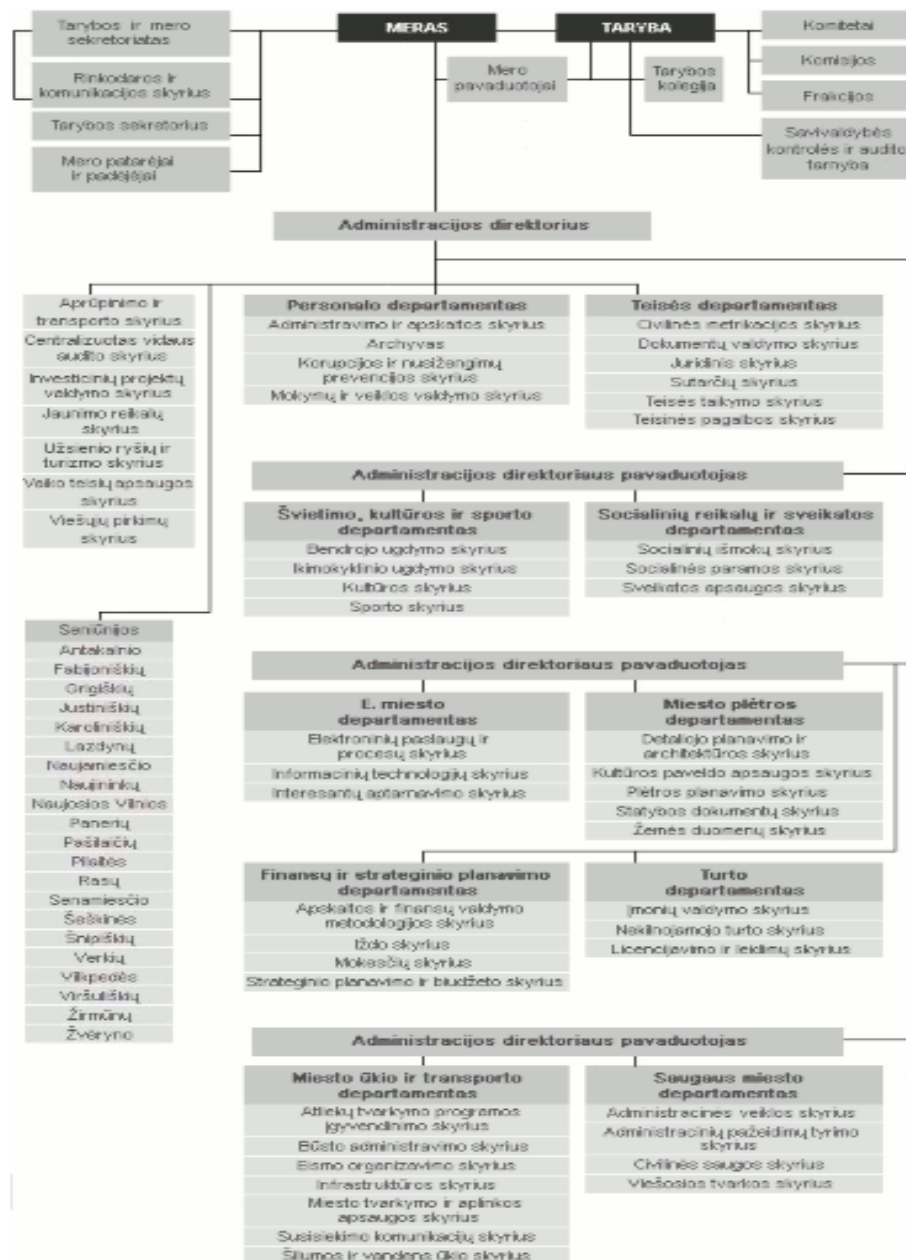 MERAS
TARYBA
Tarybos ir mero
sekretoriatas
Rinkodaros ir
komunikacijos skyrius
Tarybos sekretorius
Mero patarėjai
ir padėjėjai
Mero
pavaduotojai
Tarybos
kolegija
Komitetai
Komisijos
Frakcijos
Savivaldybės
kontrolės ir audito
tarnyba
Administracijos direktorius
Aprūpinimo ir
transporto skyrius
Centralizuotas vidaus
audito skyrius
Investicinių projektų
valdymo skyrius
Jaunimo reikalų
skyrius
Užsienio ryšių ir
turizmo skyrius
Vaiko teisių apsaugos
skyrius
Viešųjų pirkimų
skyrius
Personalo departamentas
Administravimo ir apskaitos skyrius
Archyvas
Korupcijos ir nusižengimų
prevencijos skyrius
Mokymų ir veiklos valdymo skyrius
Teisės departamentas
Civilinės metrikacijos skyrius
Dokumentų valdymo skyrius
Juridinis skyrius
Sutarčių skyrius
Teisės taikymo skyrius
Teisinės pagalbos skyrius
Administracijos direktoriaus pavaduotojas
Švietimo, kultūros ir sporto
departamentas
Bendrojo ugdymo skyrius
Ikimokyklinio ugdymo skyrius
Kultūros skyrius
Sporto skyrius
Socialinių reikalų ir sveikatos
departamentas
Socialinių išmokų skyrius
Socialinės paramos skyrius
Sveikatos apsaugos skyrius
Seniūnijos
Antakalnio
Fabijoniškių
Grigiškių
Justiniškių
Karoliniškių
Lazdynų
Naujamiesčio
Naujininkų
Naujosios Vilnios
Panerių
Pašilaičių
Pilaitės
Rasų
Senamiesčio
Šeškinės
Šnipiškių
Verkių
Vilkpėdės
Viršuliškių
Žirmūnų
Žvėryno
Administracijos direktoriaus pavaduotojas
E. miesto
departamentas
Elektroninių paslaugų ir
procesų skyrius
Informacinių technologijų skyrius
Interesantų aptarnavimo skyrius
Miesto plėtros
departamentas
Detaliojo planavimo ir
architektūros skyrius
Kultūros paveldo apsaugos skyrius
Plėtros planavimo skyrius
Statybos dokumentų skyrius
Žemės duomenų skyrius
Finansų ir strateginio planavimo
departamentas
Apskaitos ir finansų valdymo
metodologijos skyrius
Iždo skyrius
Mokesčių skyrius
Strateginio planavimo ir biudžeto skyrius
Turto
departamentas
Įmonių valdymo skyrius
Nekilnojamojo turto skyrius
Licencijavimo ir leidimų skyrius
Administracijos direktoriaus pavaduotojas
Miesto ūkio ir transporto
departamentas
Atliekų tvarkymo programos
įgyvendinimo skyrius
Būsto administravimo skyrius
Eismo organizavimo skyrius
Infrastruktūros skyrius
Miesto tvarkymo ir aplinkos
apsaugos skyrius
Susisiekimo komunikacijų skyrius
Šilumos ir vandens ūkio skyrius
Saugaus miesto
departamentas
Administracinės veiklos skyrius
Administracinių pažeidimų tyrimo
skyrius
Civilinės saugos skyrius
Viešosios tvarkos skyrius